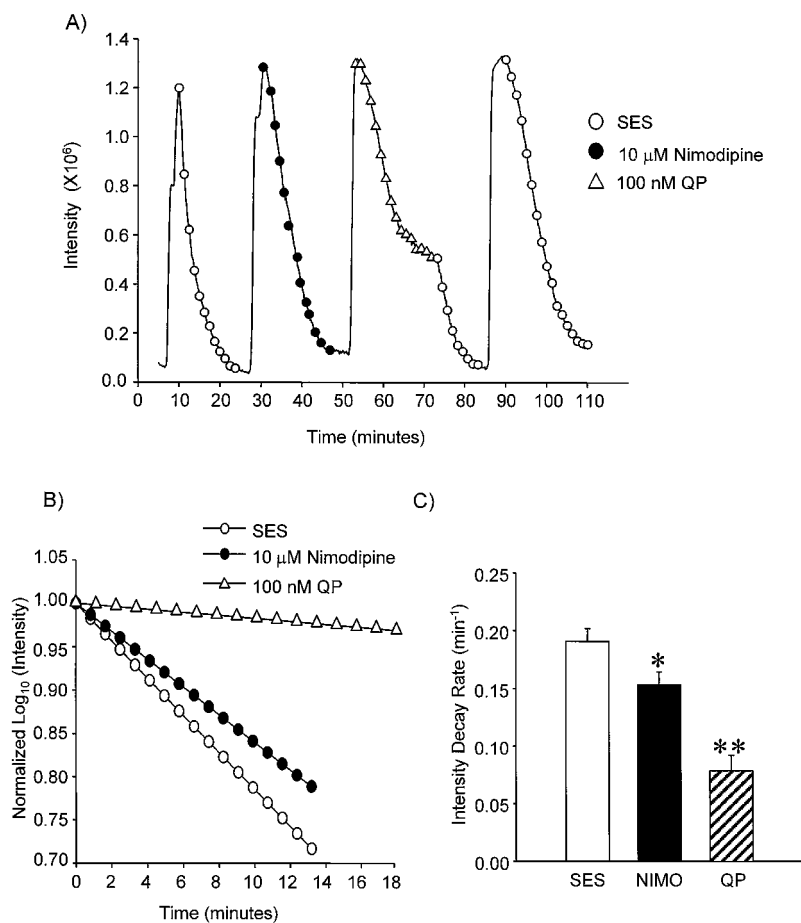 A)
1.4
1.2
1.0
0.8
0.6
0.4
0.2
0.0
Intensity (X10⁶)
0 10 20 30 40 50 60 70 80 90 100 110
Time (minutes)
SES
10 μM Nimodipine
100 nM QP
B)
SES
10 μM Nimodipine
100 nM QP
1.05
1.00
0.95
0.90
0.85
0.80
0.75
0.70
Normalized Log₁₀ (Intensity)
0 2 4 6 8 10 12 14 16 18
Time (minutes)
C)
0.25
0.20
0.15
0.10
0.05
0.00
Intensity Decay Rate (min⁻¹)
*
**
SES NIMO QP